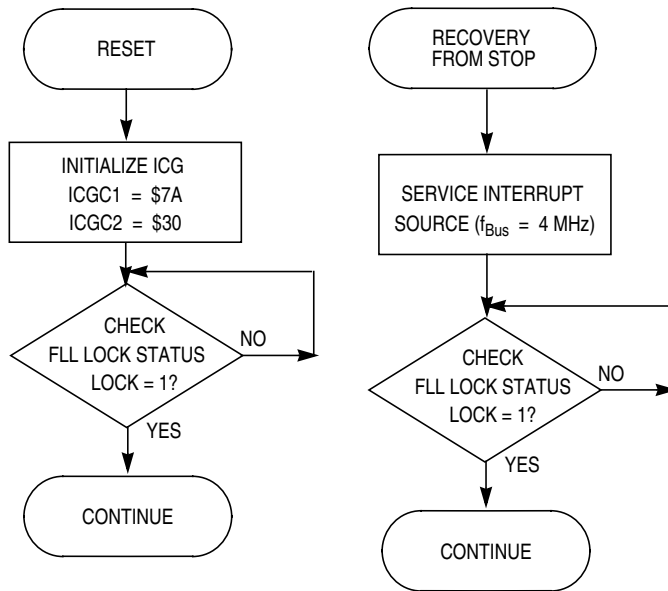 RESET
INITIALIZE ICG
ICGC1 = $7A
ICGC2 = $30
CHECK
FLL LOCK STATUS
LOCK = 1?
NO
YES
CONTINUE
RECOVERY
FROM STOP
SERVICE INTERRUPT
SOURCE (fBus = 4 MHz)
CHECK
FLL LOCK STATUS
LOCK = 1?
NO
YES
CONTINUE